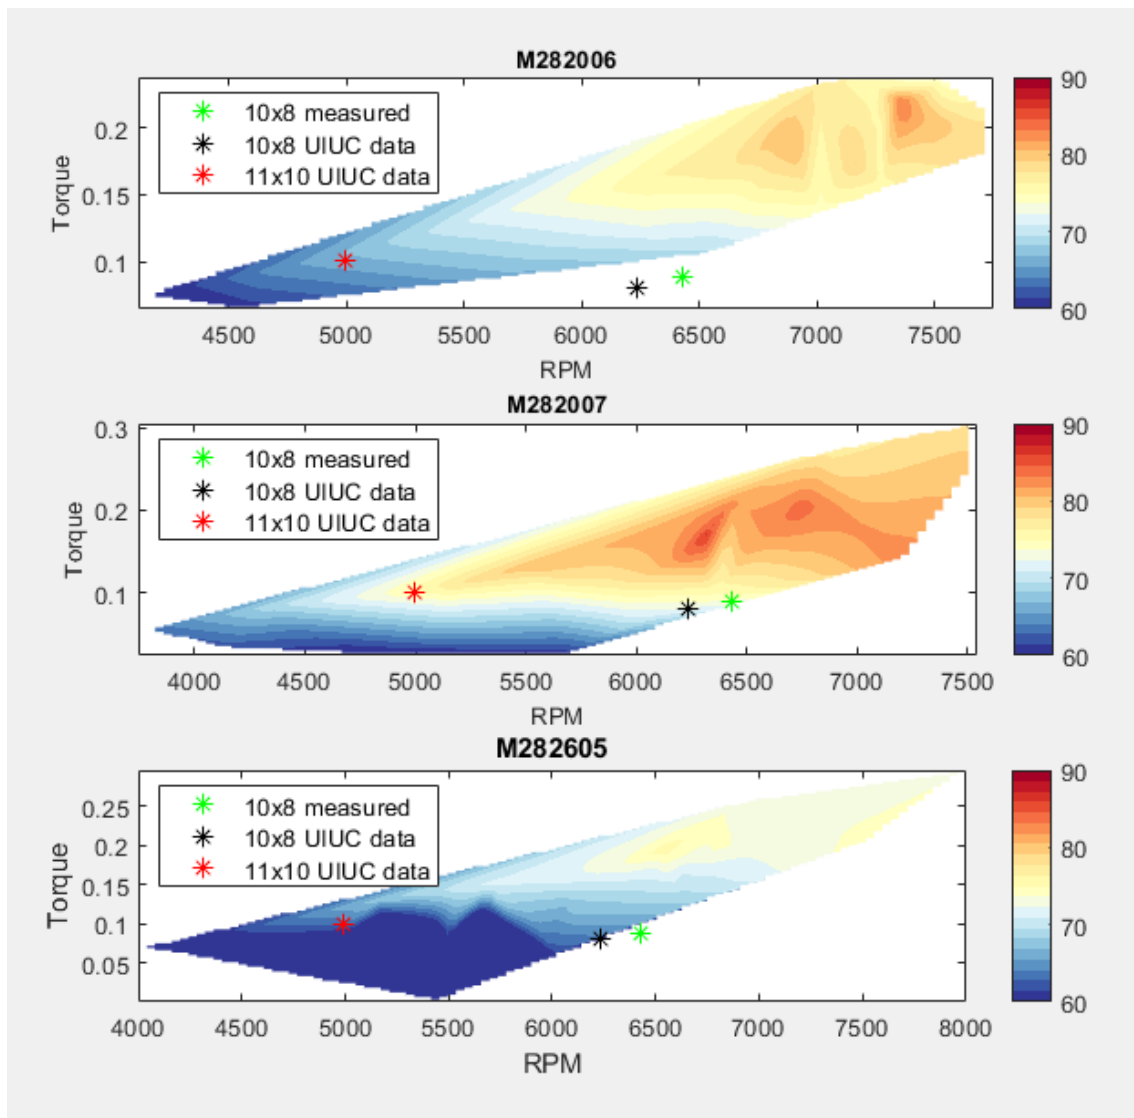 M282006
10x8 measured
10x8 UIUC data
11x10 UIUC data
Torque
0.2
0.15
0.1
4500 5000 5500 6000 6500 7000 7500
RPM
90
80
70
60
M282007
10x8 measured
10x8 UIUC data
11x10 UIUC data
Torque
0.3
0.2
0.1
4000 4500 5000 5500 6000 6500 7000 7500
RPM
90
80
70
60
M282605
10x8 measured
10x8 UIUC data
11x10 UIUC data
Torque
0.25
0.2
0.15
0.1
0.05
4000 4500 5000 5500 6000 6500 7000 7500 8000
RPM
90
80
70
60